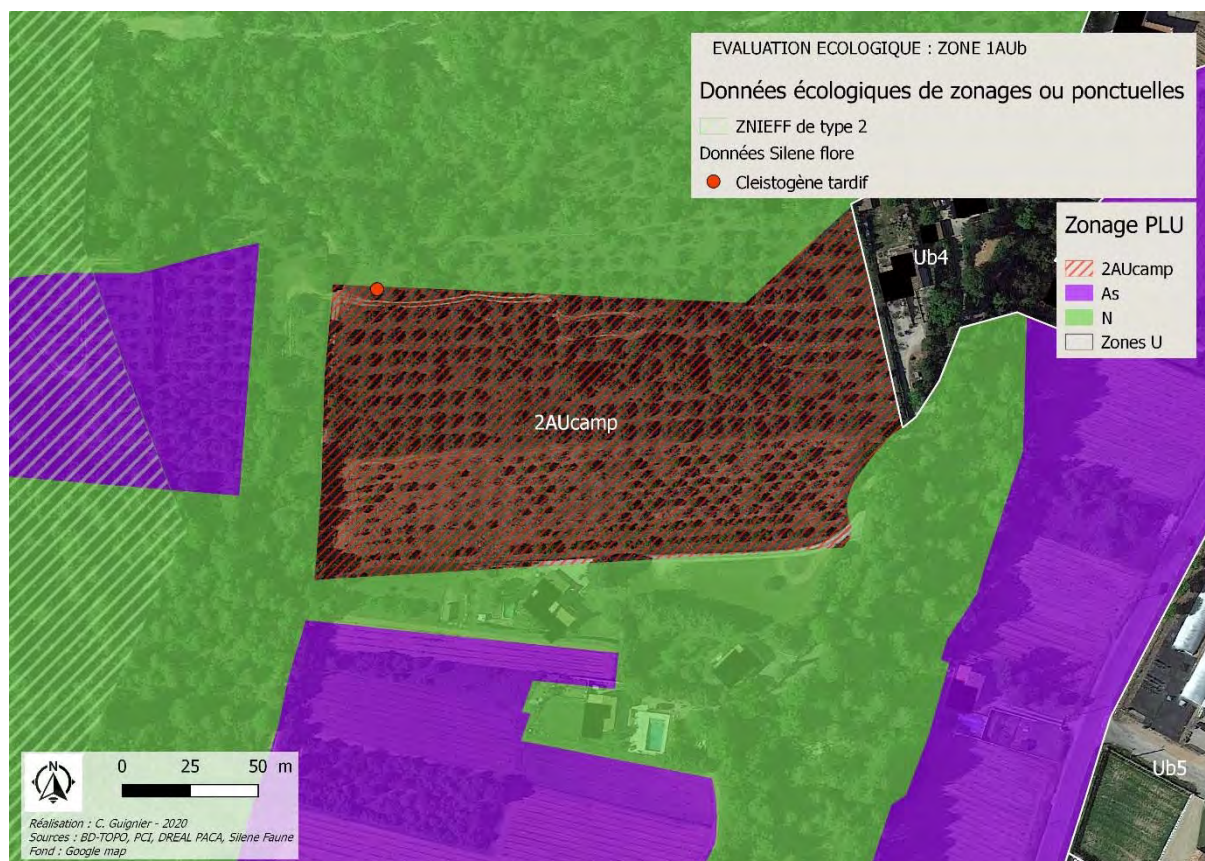 EVALUATION ECOLOGIQUE : ZONE 1AUb
Données écologiques de zonages ou ponctuelles
ZNIEFF de type 2
Données Silene flore
Cleistogène tardif
Zonage PLU
2AUcamp
As
N
Zones U
Ub4
2AUcamp
Ub5
N
0 25 50 m
Réalisation : C. Guignier - 2020
Sources : BD-TOPO, PCI, DREAL PACA, Silene Faune
Fond : Google map